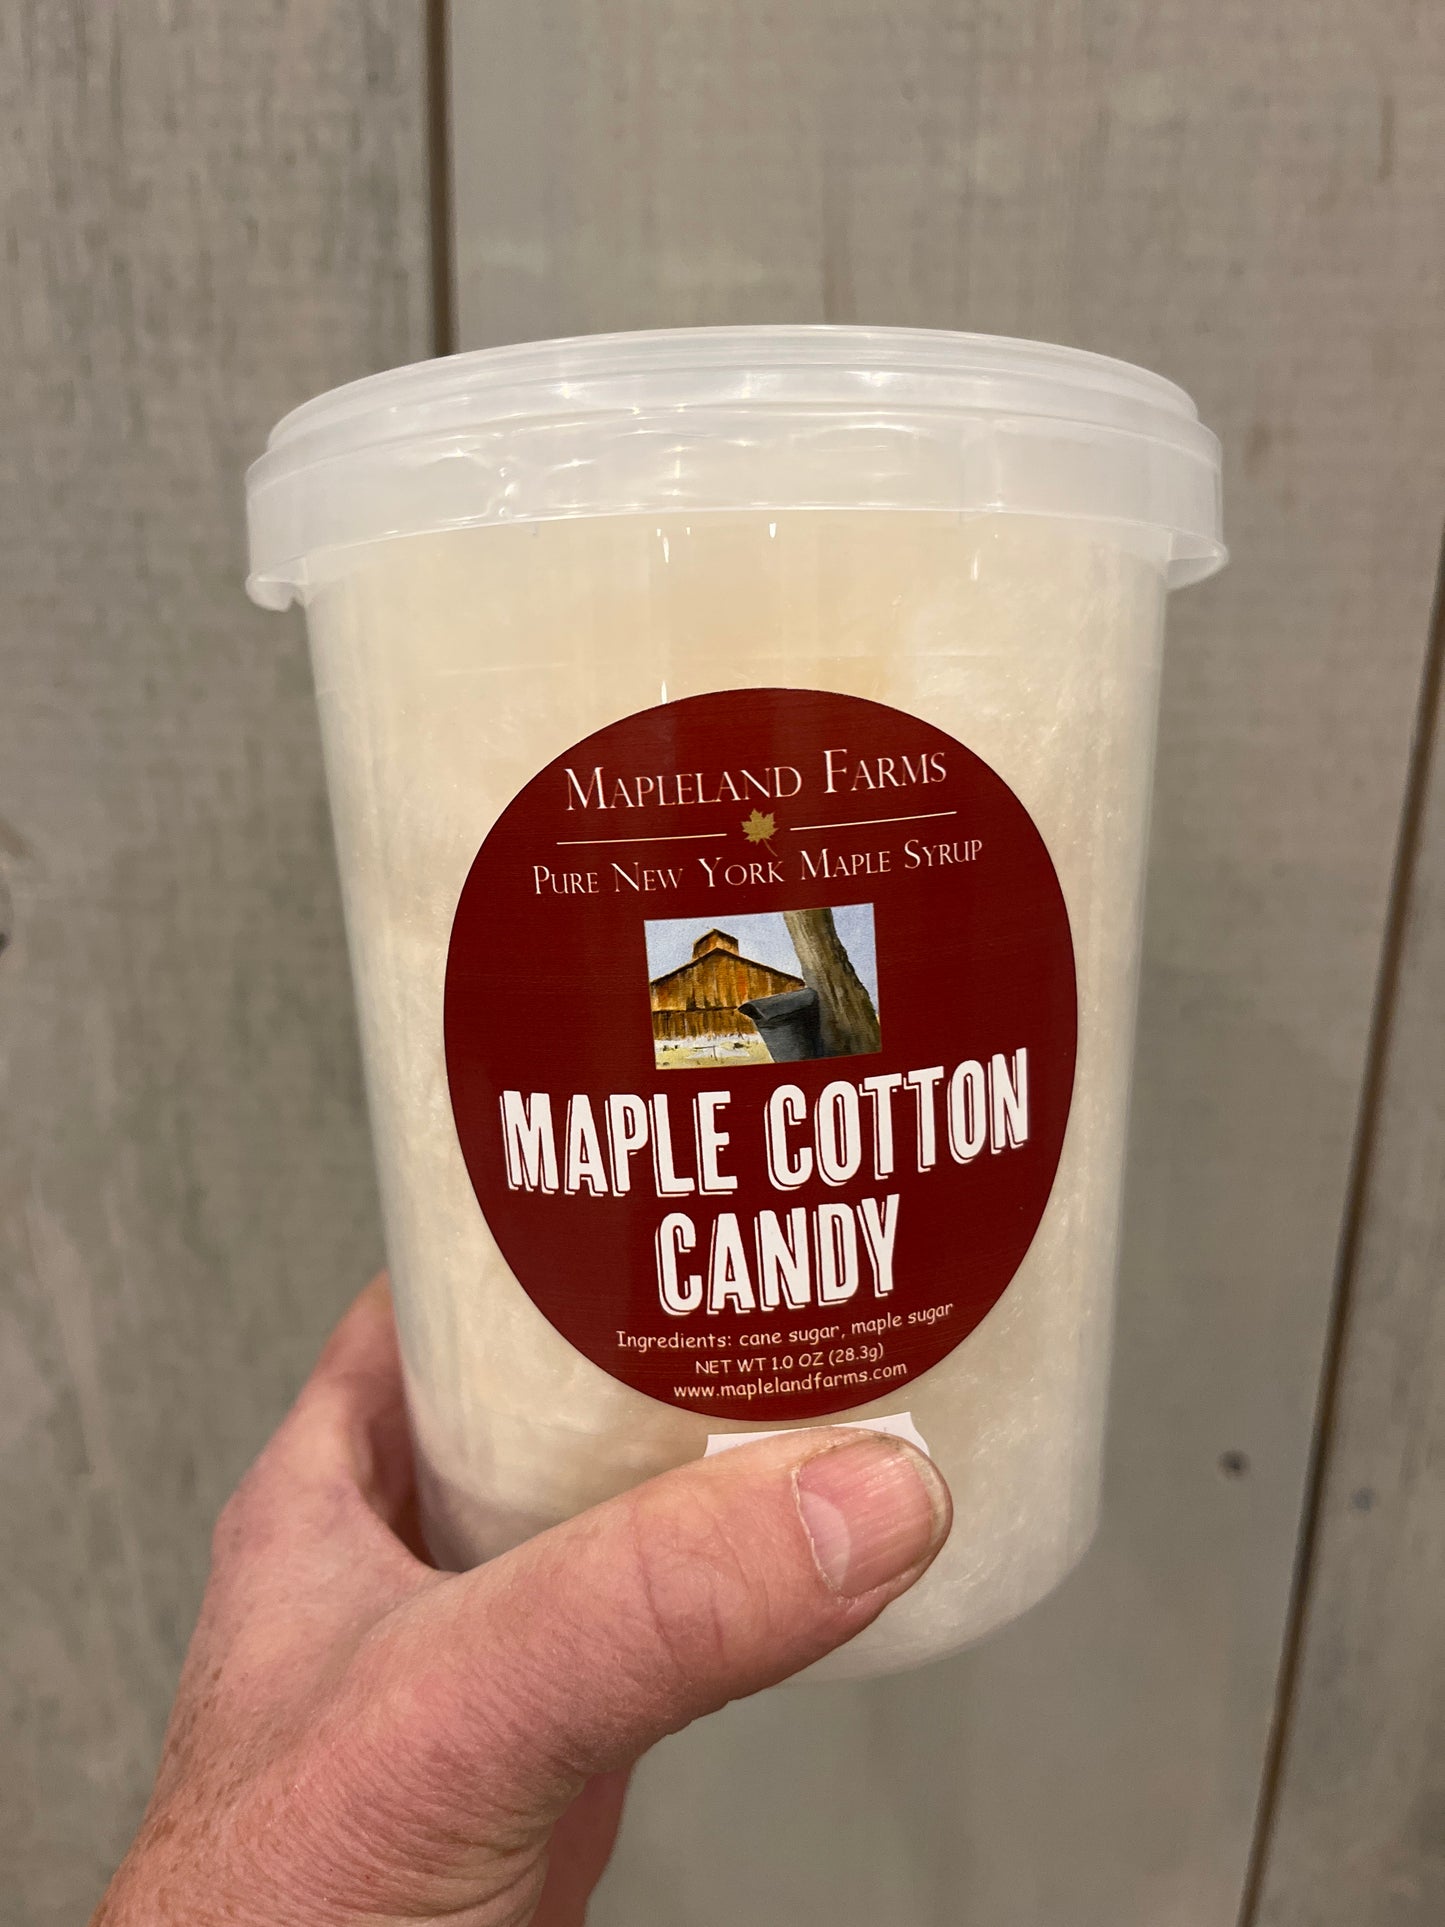 Mapleland Farms
Pure New York Maple Syrup
MAPLE COTTON
CANDY
Ingredients: cane sugar, maple sugar
NET WT 1.0 OZ (28.3g)
www.maplelandfarms.com